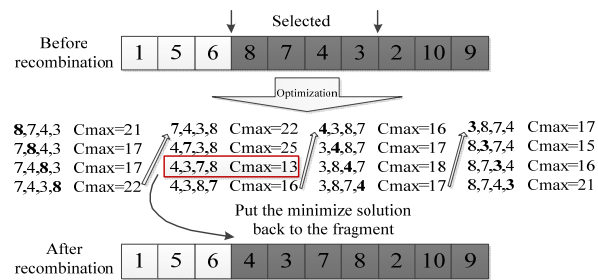 Selected
Before recombination 1 5 6 8 7 4 3 2 10 9
Optimization
8,7,4,3 Cmax=21 7,4,3,8 Cmax=22 4,3,8,7 Cmax=16 3,8,7,4 Cmax=17
7,8,4,3 Cmax=17 4,7,3,8 Cmax=25 3,4,8,7 Cmax=17 8,3,7,4 Cmax=15
7,4,8,3 Cmax=17 4,3,7,8 Cmax=13 3,8,4,7 Cmax=18 8,7,3,4 Cmax=16
7,4,3,8 Cmax=22 4,3,8,7 Cmax=16 3,8,7,4 Cmax=17 8,7,4,3 Cmax=21
Put the minimize solution
back to the fragment
After recombination 1 5 6 4 3 7 8 2 10 9